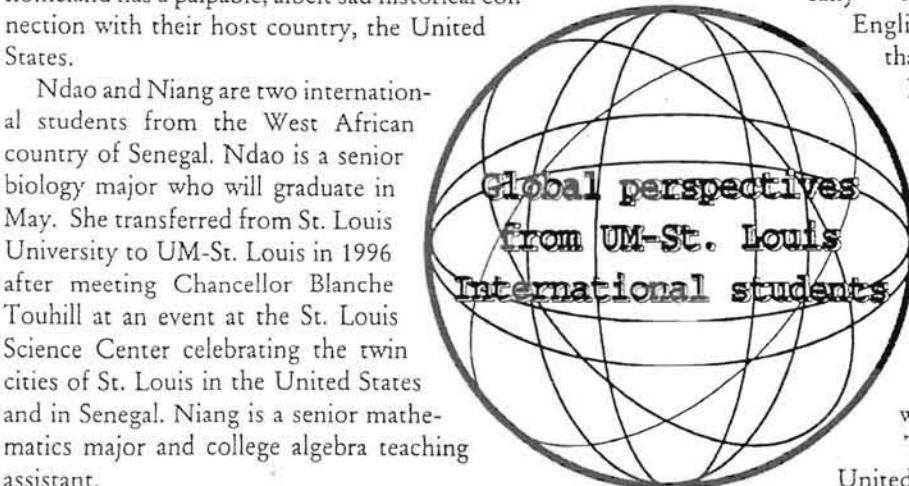 homeland has a palpable, albeit sad historical con-
nection with their host country, the United
States.
Ndao and Niang are two internation-
al students from the West African
country of Senegal. Ndao is a senior
biology major who will graduate in
May. She transferred from St. Louis
University to UM-St. Louis in 1996
after meeting Chancellor Blanche
Touhill at an event at the St. Louis
Science Center celebrating the twin
cities of St. Louis in the United States
and in Senegal. Niang is a senior mathe-
matics major and college algebra teaching
assistant.
Global perspectives
from UM-St. Louis
International students
Engli
tha
w
United